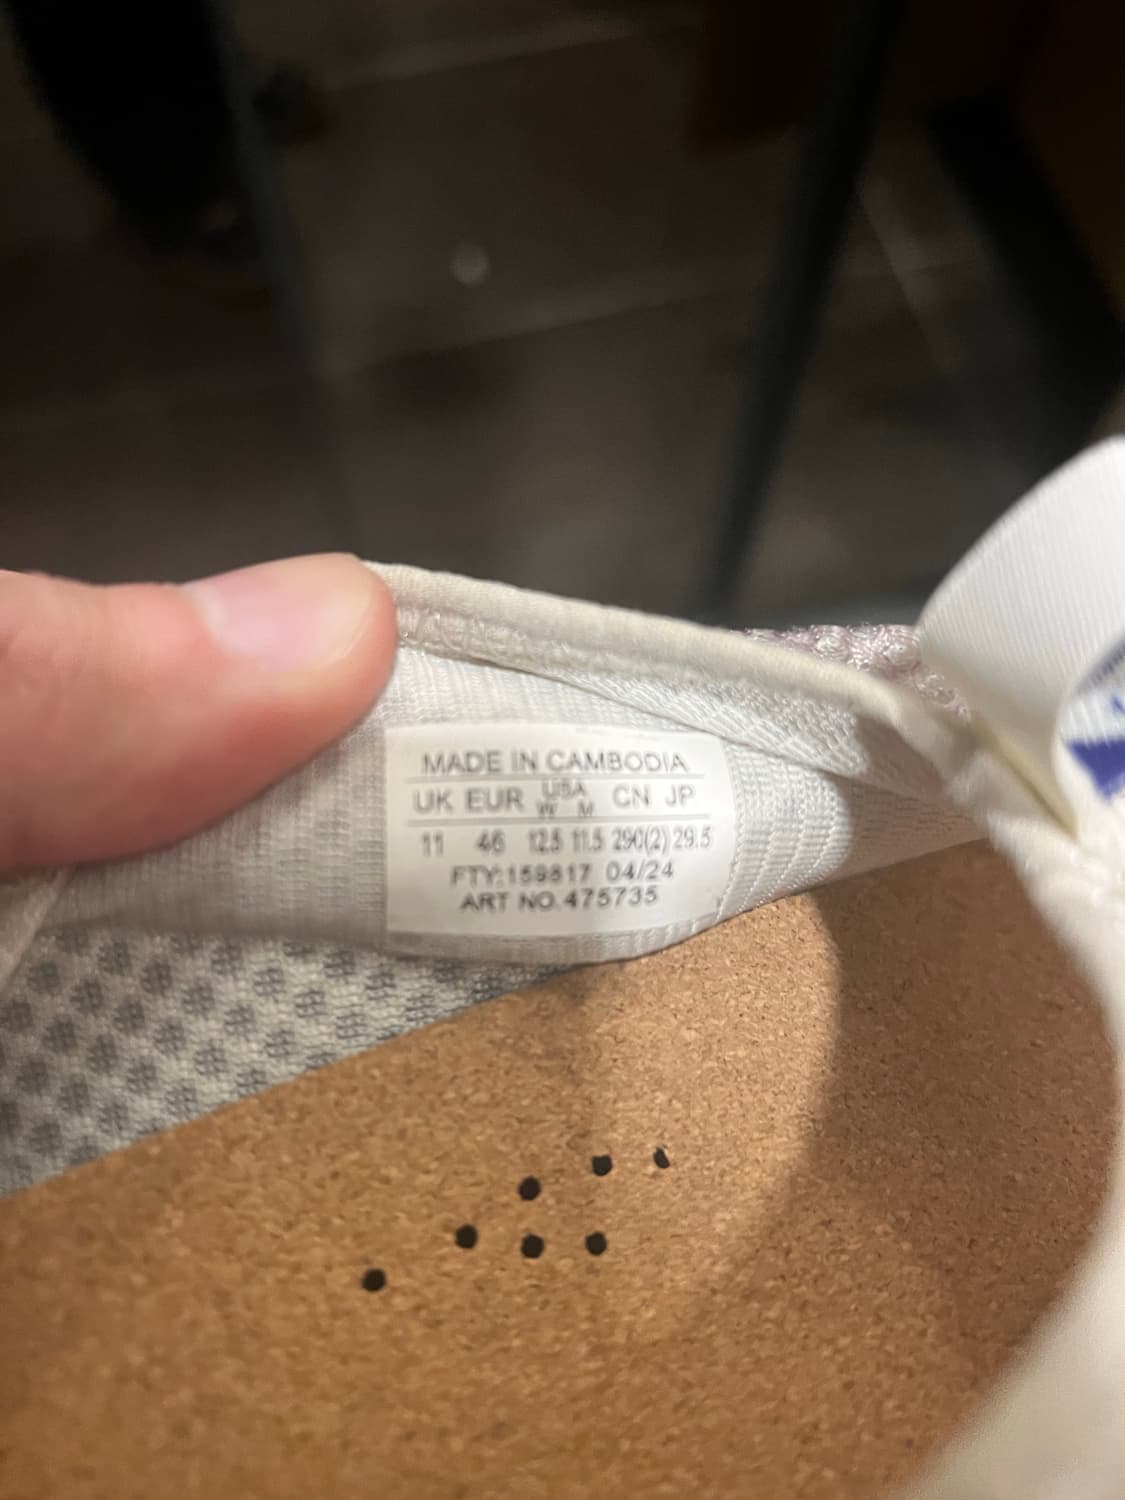 MADE IN CAMBODIA
UK EUR USA W M CN JP
11 46 12.5 11.5 290(2) 29.5
FTY:159817 04/24
ART NO.475735